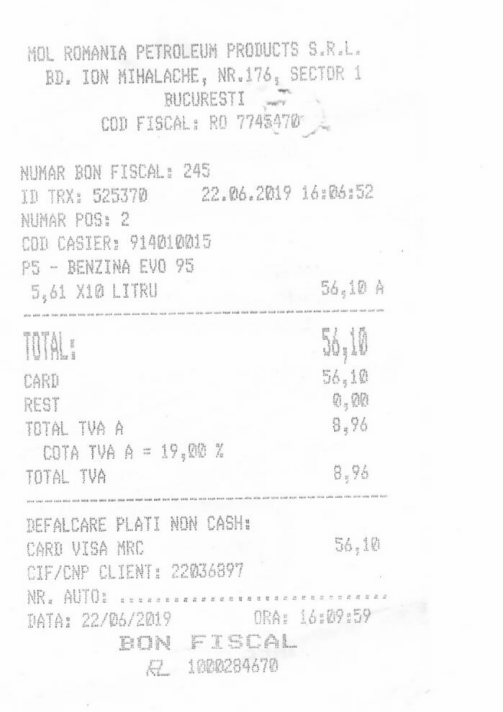 MOL ROMANIA PETROLEUM PRODUCTS S.R.L.
BD. ION MIHALACHE, NR.176, SECTOR 1
BUCURESTI
COD FISCAL: RO 7745470
NUMAR BON FISCAL: 245
ID TRX: 525370 22.06.2019 16:06:52
NUMAR POS: 2
COD CASIER: 914010015
P5 - BENZINA EVO 95
5,61 X10 LITRU 56,10 A
TOTAL: 56,10
CARD 56,10
REST 0,00
TOTAL TVA A 8,96
COTA TVA A = 19,00 %
TOTAL TVA 8,96
DEFALCARE PLATI NON CASH:
CARD VISA MRC 56,10
CIF/CNP CLIENT: 22036897
NR. AUTO: ................................
DATA: 22/06/2019 ORA: 16:09:59
BON FISCAL
1000284670